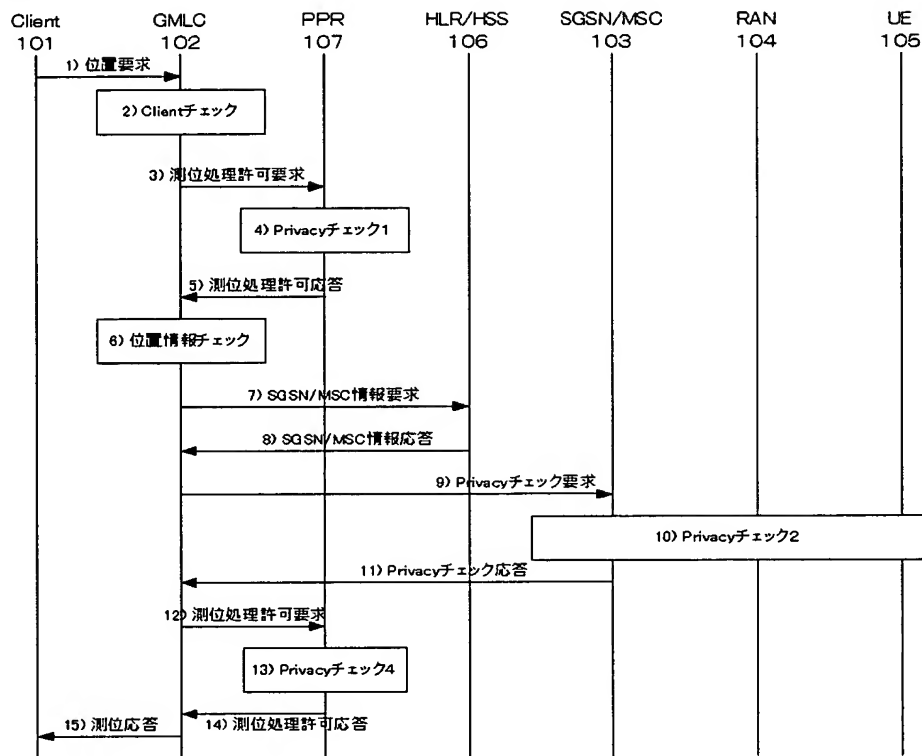 Client GMLC PPR HLR/HSS SGSN/MSC RAN UE
101 102 107 106 103 104 105
1) 位置要求
2) Clientチェック
3) 測位処理許可要求
4) Privacyチェック1
5) 測位処理許可応答
6) 位置情報チェック
7) SGSN/MSC情報要求
8) SGSN/MSC情報応答
9) Privacyチェック要求
10) Privacyチェック2
11) Privacyチェック応答
12) 測位処理許可要求
13) Privacyチェック4
14) 測位処理許可応答
15) 測位応答